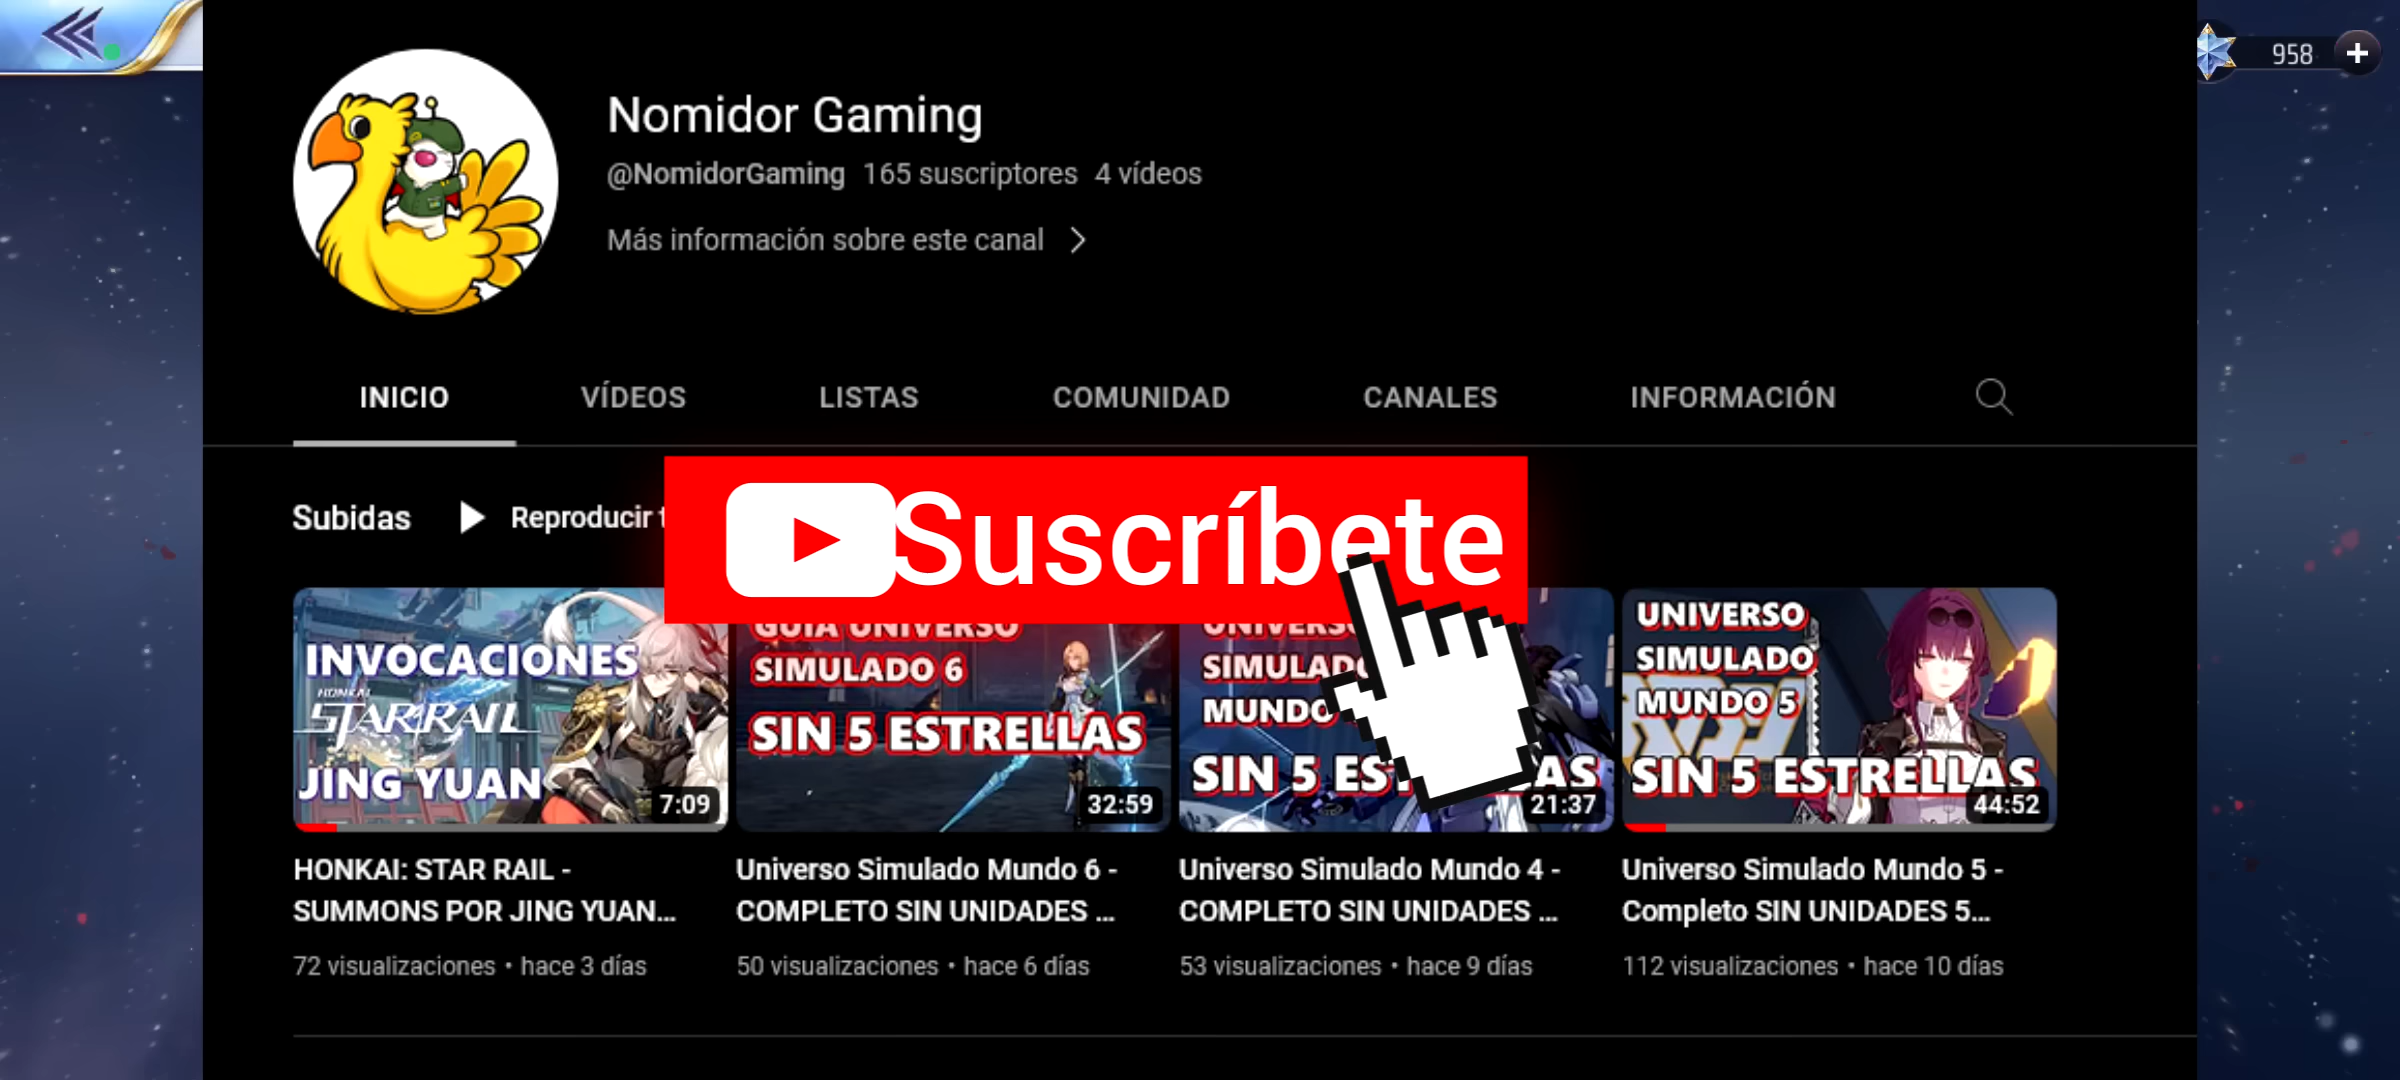 958
Nomidor Gaming
@NomidorGaming 165 suscriptores 4 vídeos
Más información sobre este canal
INICIO VÍDEOS LISTAS COMUNIDAD CANALES INFORMACIÓN
Subidas Reproducir
Suscríbete
INVOCACIONES
HONKAI
STAR RAIL
JING YUAN
7:09
GUIA UNIVERSO
SIMULADO 6
SIN 5 ESTRELLAS
32:59
MUNDO
SIN 5
21:37
UNIVERSO
SIMULADO
MUNDO 5
SIN 5 ESTRELLAS
44:52
HONKAI: STAR RAIL -
SUMMONS POR JING YUAN...
72 visualizaciones • hace 3 días
Universo Simulado Mundo 6 -
COMPLETO SIN UNIDADES ...
50 visualizaciones • hace 6 días
Universo Simulado Mundo 4 -
COMPLETO SIN UNIDADES ...
53 visualizaciones • hace 9 días
Universo Simulado Mundo 5 -
Completo SIN UNIDADES 5...
112 visualizaciones • hace 10 días